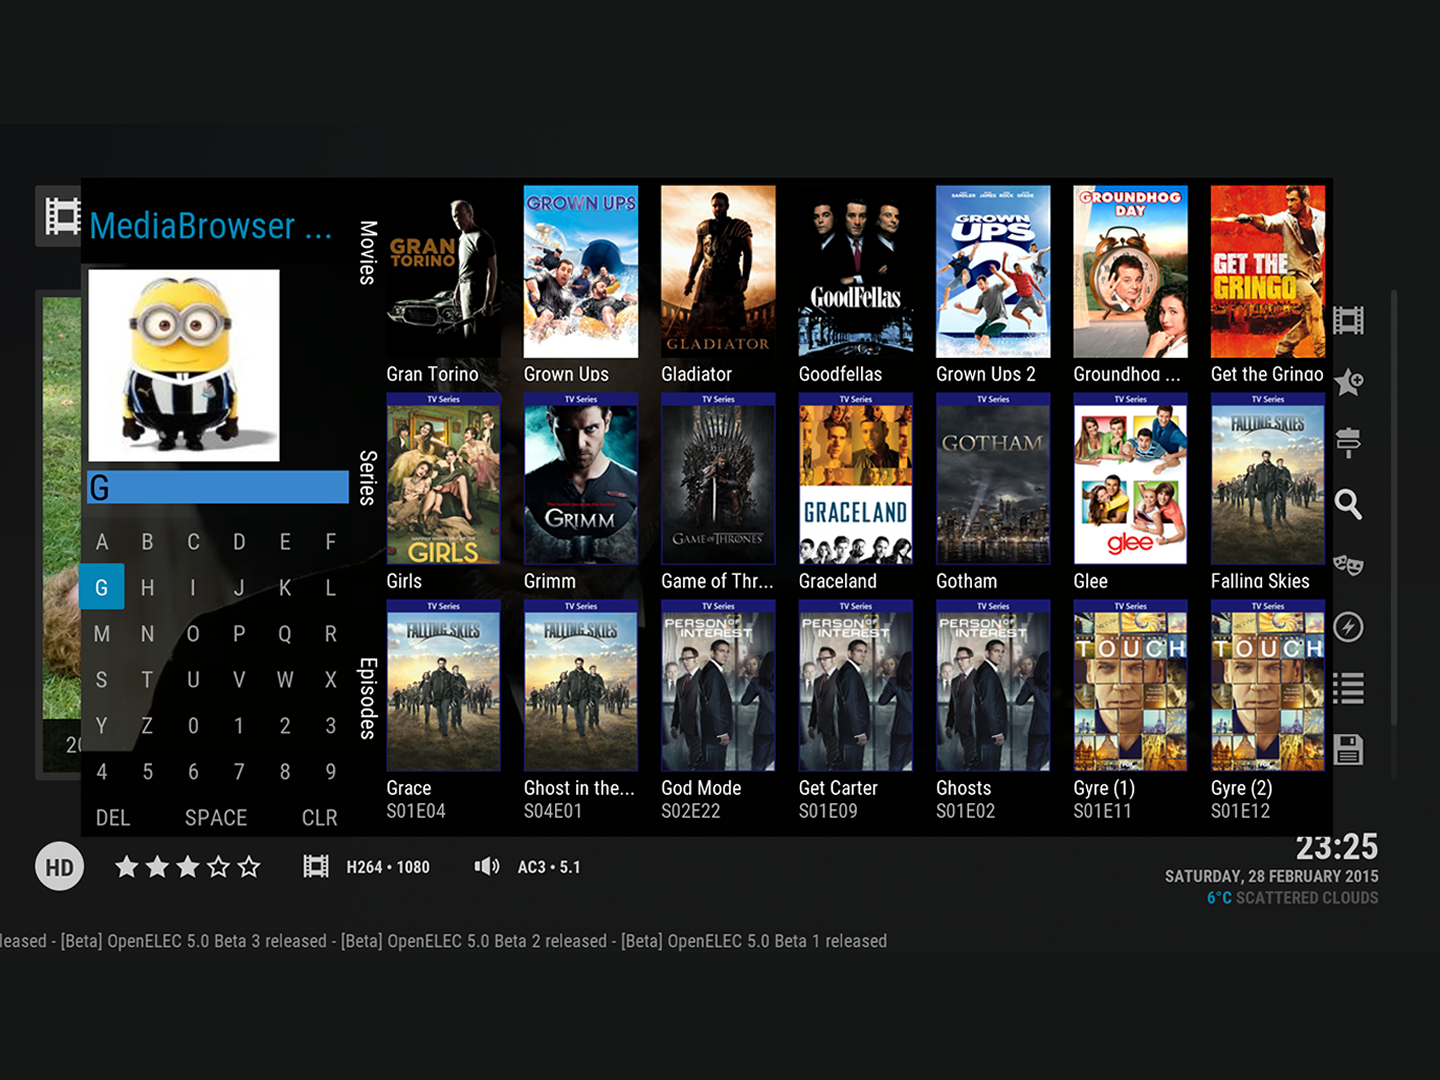 MediaBrowser ...
G
A B C D E F
G H I J K L
M N O P Q R
S T U V W X
Y Z 0 1 2 3
4 5 6 7 8 9
DEL SPACE CLR
Movies
GRAN TORINO
GROWN UPS
GLADIATOR
GOODFELLAS
SANDLER JAMES ROCK SPADE
GROWN UPS 2
GROUNDHOG DAY
GET THE GRINGO
Gran Torino Grown Ups Gladiator Goodfellas Grown Ups 2 Groundhog ... Get the Gringo
Series
TV Series TV Series TV Series TV Series TV Series TV Series TV Series
GIRLS
GRIMM
GAME OF THRONES
GRACELAND
GOTHAM
glee
FALLING SKIES
Girls Grimm Game of Thr... Graceland Gotham Glee Falling Skies
Episodes
TV Series TV Series TV Series TV Series TV Series TV Series TV Series
FALLING SKIES
FALLING SKIES
PERSON OF INTEREST
PERSON OF INTEREST
PERSON OF INTEREST
TOUCH
TOUCH
Grace Ghost in the... God Mode Get Carter Ghosts Gyre (1) Gyre (2)
S01E04 S04E01 S02E22 S01E09 S01E02 S01E11 S01E12
HD H264 • 1080 AC3 • 5.1
23:25
SATURDAY, 28 FEBRUARY 2015
6°C SCATTERED CLOUDS
leased - [Beta] OpenELEC 5.0 Beta 3 released - [Beta] OpenELEC 5.0 Beta 2 released - [Beta] OpenELEC 5.0 Beta 1 released